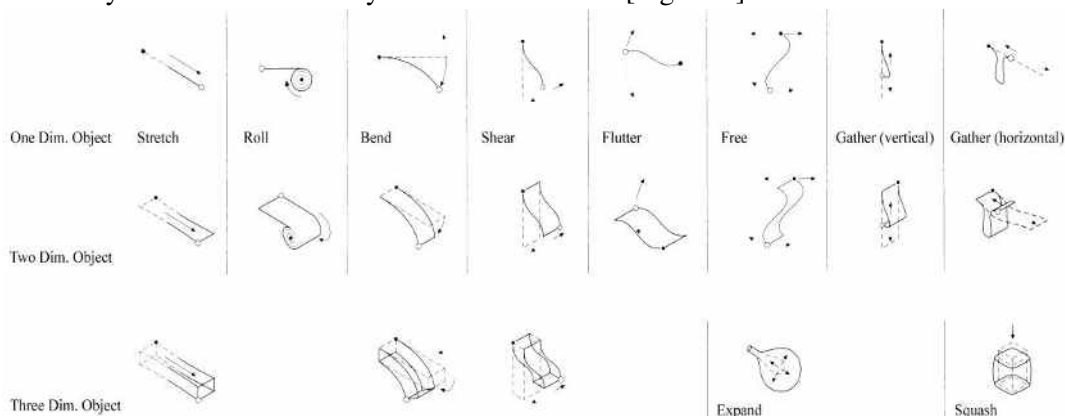 One Dim. Object Stretch Roll Bend Shear Flutter Free Gather (vertical) Gather (horizontal)
Two Dim. Object
Three Dim. Object Expand Squash